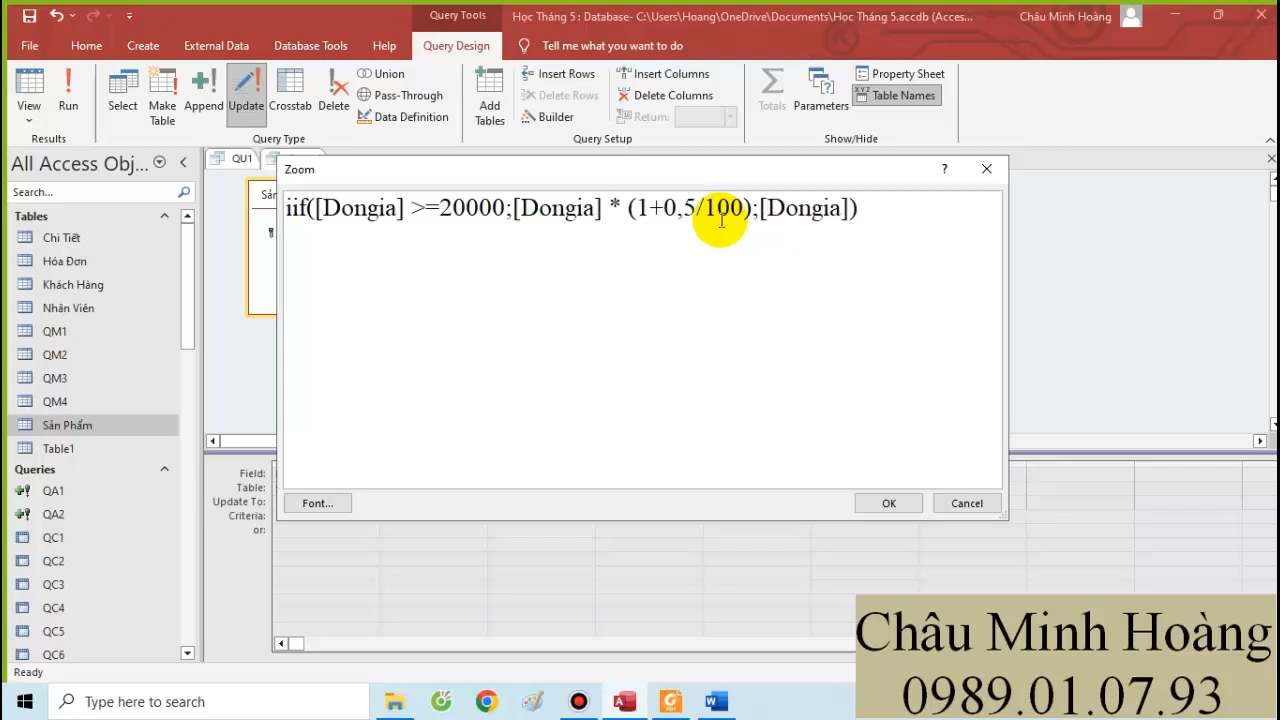 Query Tools
Học Tháng 5 : Database- C:\Users\Hoang\OneDrive\Documents\Học Tháng 5.accdb (Acces...
Châu Minh Hoàng
File Home Create External Data Database Tools Help Query Design Tell me what you want to do
View Run Select Make Table Append Update Crosstab Delete
Union
Pass-Through
Data Definition
Add Tables
Insert Rows
Delete Rows
Builder
Insert Columns
Delete Columns
Return:
Totals Parameters
Property Sheet
Table Names
Results Query Type Query Setup Show/Hide
All Access Obj...
Search...
Tables
Chi Tiết
Hóa Đơn
Khách Hàng
Nhân Viên
QM1
QM2
QM3
QM4
Sản Phẩm
Table1
Queries
QA1
QA2
QC1
QC2
QC3
QC4
QC5
QC6
QU1
Zoom
iif([Dongia] >=20000;[Dongia] * (1+0,5/100);[Dongia])
Font... OK Cancel
Field:
Table:
Update To:
Criteria:
or:
Ready
Châu Minh Hoàng
0989.01.07.93
Type here to search